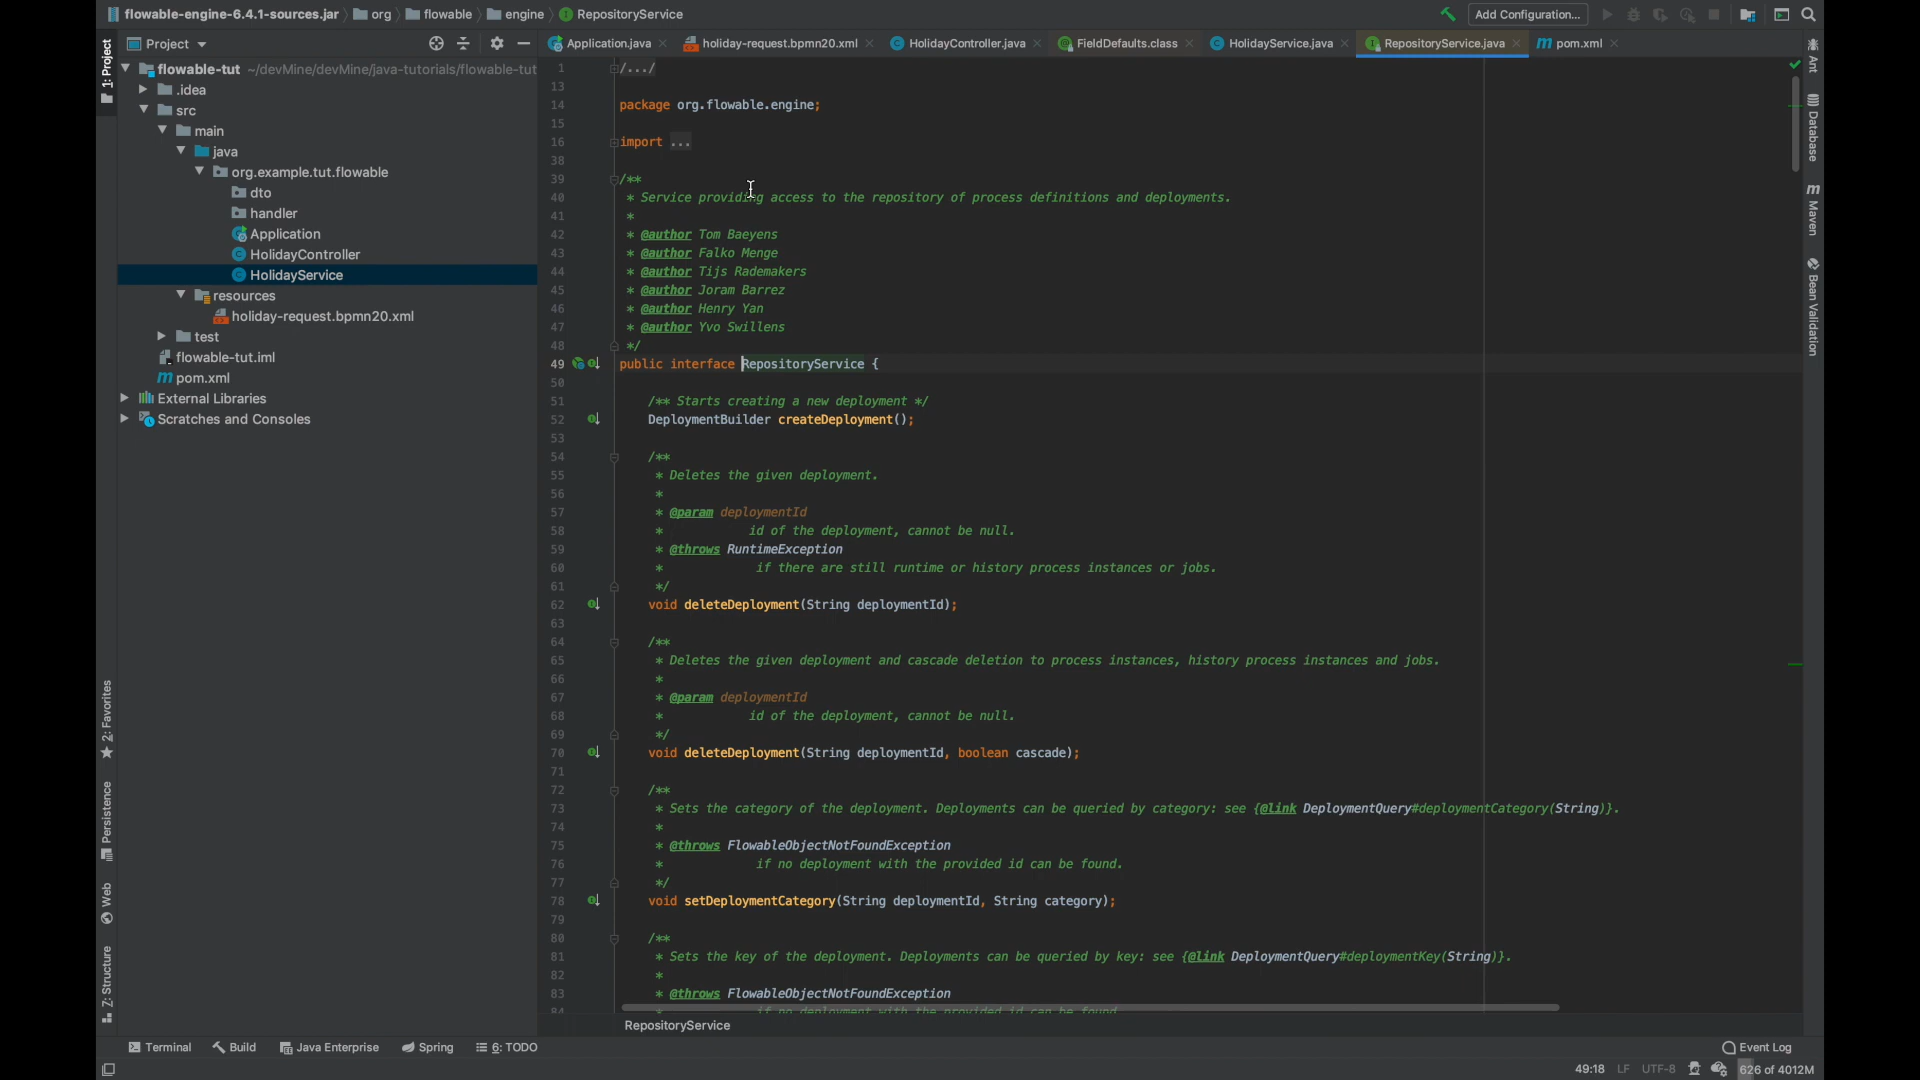 flowable-engine-6.4.1-sources.jar org flowable engine RepositoryService Add Configuration...
1: Project
Project
Application.java holiday-request.bpmn20.xml HolidayController.java FieldDefaults.class HolidayService.java RepositoryService.java pom.xml
flowable-tut ~/devMine/devMine/java-tutorials/flowable-tut
.idea
src
main
java
org.example.tut.flowable
dto
handler
Application
HolidayController
HolidayService
resources
holiday-request.bpmn20.xml
test
flowable-tut.iml
pom.xml
External Libraries
Scratches and Consoles
2: Favorites
Persistence
Web
Z: Structure
1 /.../
13
14 package org.flowable.engine;
15
16 import ...
38
39 /**
40 * Service providing access to the repository of process definitions and deployments.
41 *
42 * @author Tom Baeyens
43 * @author Falko Menge
44 * @author Tijs Rademakers
45 * @author Joram Barrez
46 * @author Henry Yan
47 * @author Yvo Swillens
48 */
49 public interface RepositoryService {
50
51 /** Starts creating a new deployment */
52 DeploymentBuilder createDeployment();
53
54 /**
55 * Deletes the given deployment.
56 *
57 * @param deploymentId
58 * id of the deployment, cannot be null.
59 * @throws RuntimeException
60 * if there are still runtime or history process instances or jobs.
61 */
62 void deleteDeployment(String deploymentId);
63
64 /**
65 * Deletes the given deployment and cascade deletion to process instances, history process instances and jobs.
66 *
67 * @param deploymentId
68 * id of the deployment, cannot be null.
69 */
70 void deleteDeployment(String deploymentId, boolean cascade);
71
72 /**
73 * Sets the category of the deployment. Deployments can be queried by category: see {@link DeploymentQuery#deploymentCategory(String)}.
74 *
75 * @throws FlowableObjectNotFoundException
76 * if no deployment with the provided id can be found.
77 */
78 void setDeploymentCategory(String deploymentId, String category);
79
80 /**
81 * Sets the key of the deployment. Deployments can be queried by key: see {@link DeploymentQuery#deploymentKey(String)}.
82 *
83 * @throws FlowableObjectNotFoundException
84 if no deployment with the provided id can be found
RepositoryService
Ant
Database
m Maven
Bean Validation
Terminal Build Java Enterprise Spring 6: TODO Event Log
49:18 LF UTF-8 626 of 4012M